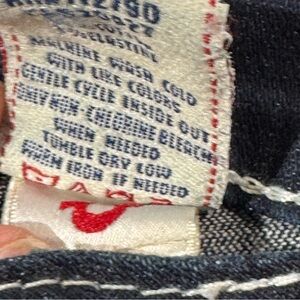 COTTON
MACHINE WASH COLD
WITH LIKE COLORS
GENTLE CYCLE INSIDE OUT
ONLY NON-CHLORINE BLEACH
WHEN NEEDED
TUMBLE DRY LOW
WARM IRON IF NEEDED